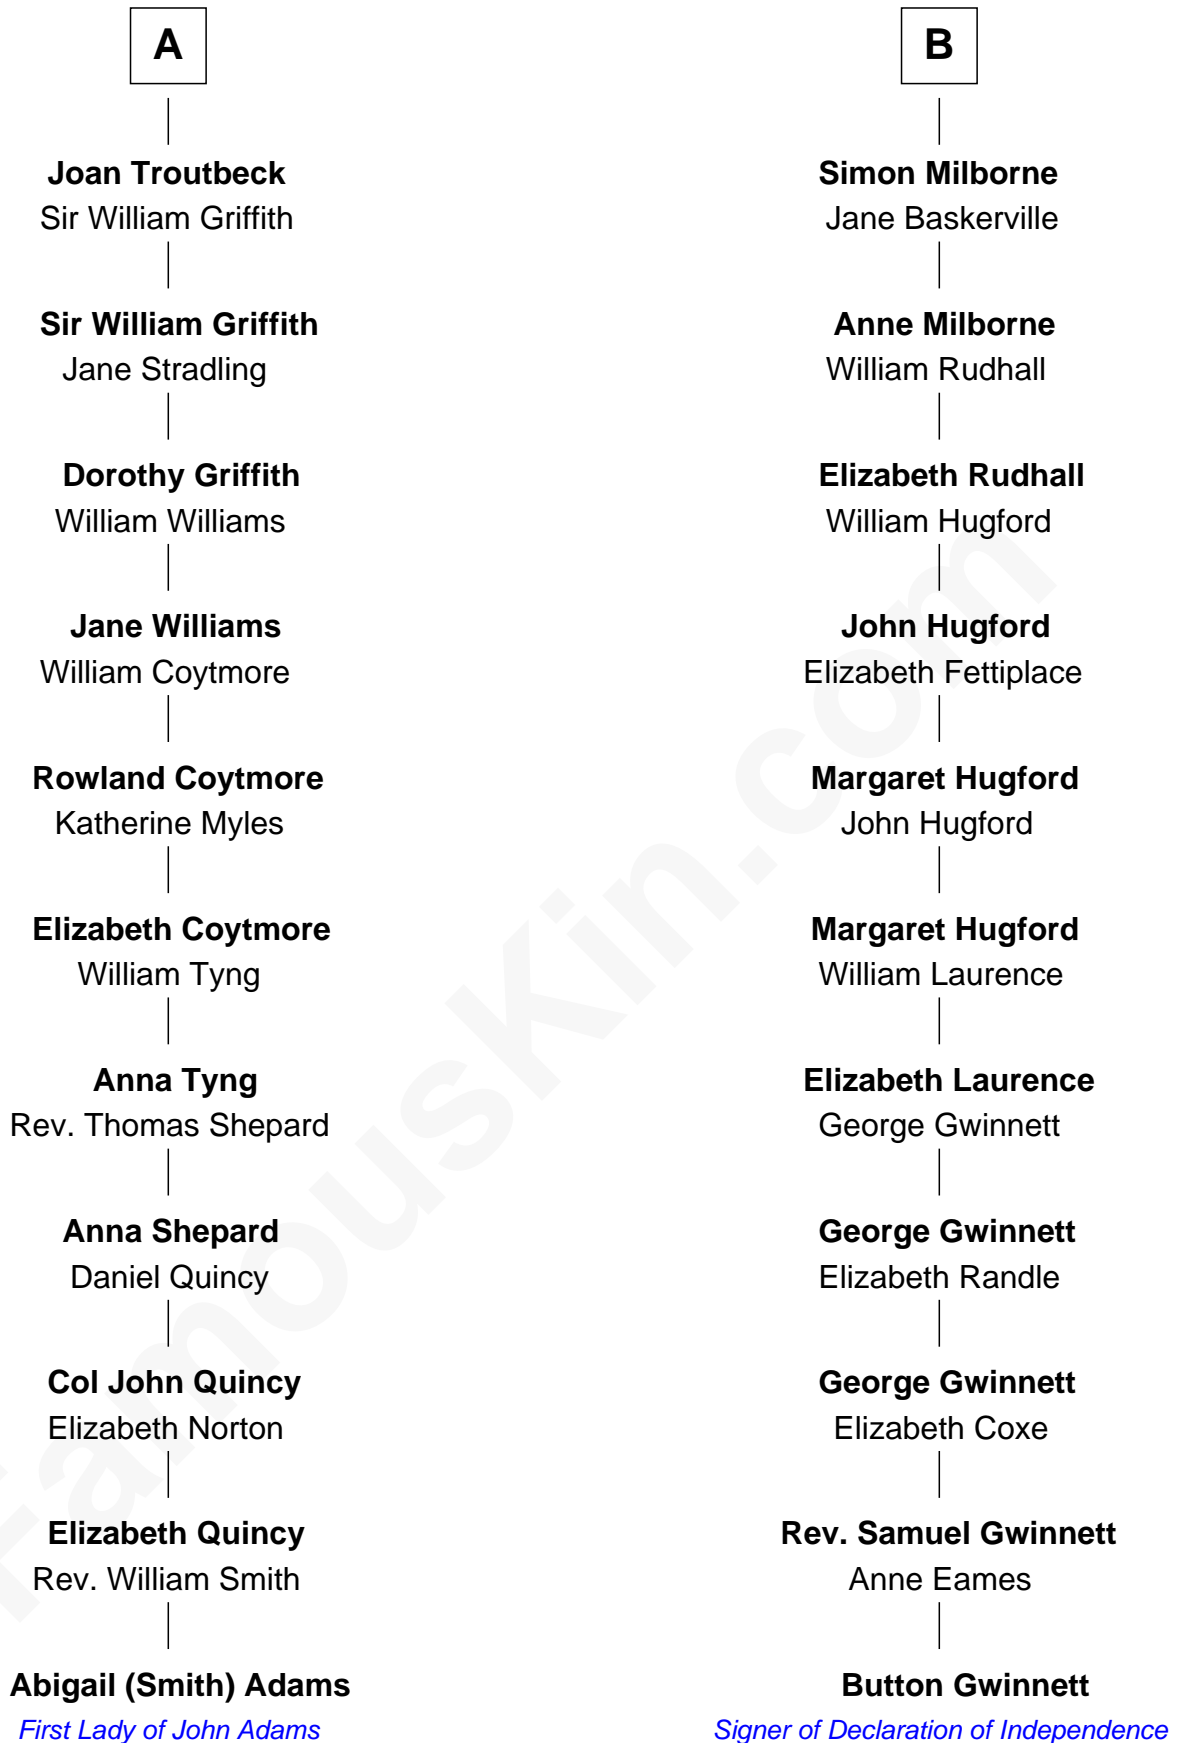 A
Joan Troutbeck
Sir William Griffith
Sir William Griffith
Jane Stradling
Dorothy Griffith
William Williams
Jane Williams
William Coytmore
Rowland Coytmore
Katherine Myles
Elizabeth Coytmore
William Tyng
Anna Tyng
Rev. Thomas Shepard
Anna Shepard
Daniel Quincy
Col John Quincy
Elizabeth Norton
Elizabeth Quincy
Rev. William Smith
Abigail (Smith) Adams
First Lady of John Adams
B
Simon Milborne
Jane Baskerville
Anne Milborne
William Rudhall
Elizabeth Rudhall
William Hugford
John Hugford
Elizabeth Fettiplace
Margaret Hugford
John Hugford
Margaret Hugford
William Laurence
Elizabeth Laurence
George Gwinnett
George Gwinnett
Elizabeth Randle
George Gwinnett
Elizabeth Coxe
Rev. Samuel Gwinnett
Anne Eames
Button Gwinnett
Signer of Declaration of Independence
FamousKin.com